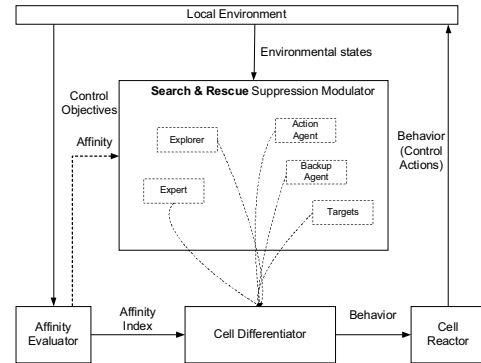 Local Environment
Environmental states
Control
Objectives
Search & Rescue Suppression Modulator
Affinity
Explorer
Action
Agent
Backup
Agent
Expert
Targets
Behavior
(Control
Actions)
Affinity
Evaluator
Affinity
Index
Cell Differentiator
Behavior
Cell
Reactor